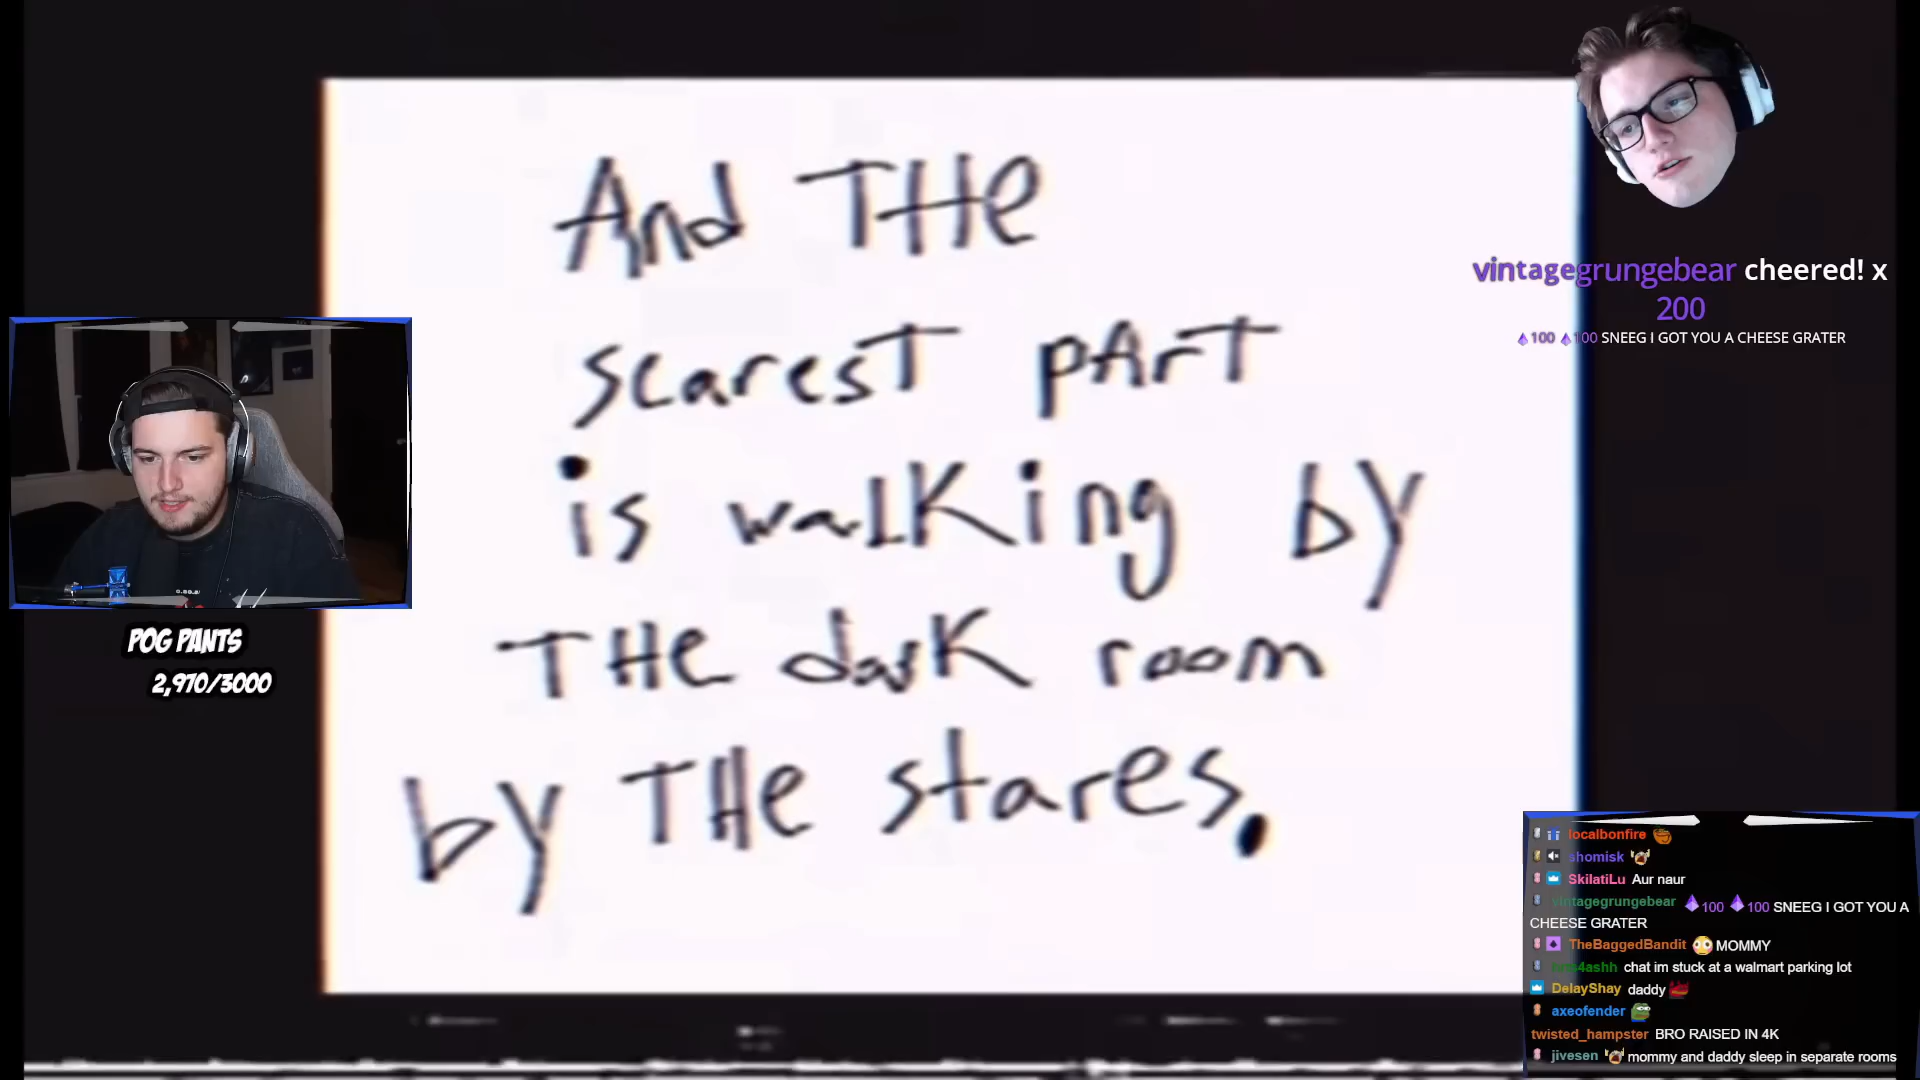 And THe
scarest pArT
is walKing by
THe darK room
by THe stares.
vintagegrungebear cheered! x
200
100 100 SNEEG I GOT YOU A CHEESE GRATER
POG PANTS
2,970/3000
localbonfire
shomisk
SkilatiLu Aur naur
vintagegrungebear 100 100 SNEEG I GOT YOU A
CHEESE GRATER
TheBaggedBandit MOMMY
chat im stuck at a walmart parking lot
DelayShay daddy
axeofender
twisted_hampster BRO RAISED IN 4K
jivesen mommy and daddy sleep in separate rooms